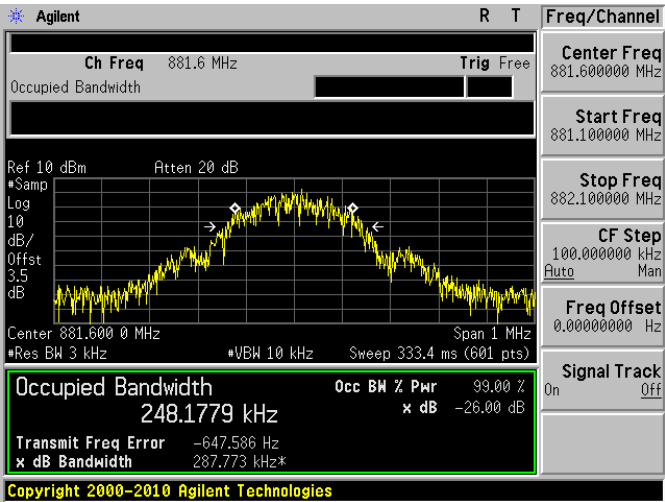 Agilent R T Freq/Channel
Ch Freq 881.6 MHz Trig Free
Occupied Bandwidth
Center Freq
881.600000 MHz
Start Freq
881.100000 MHz
Stop Freq
882.100000 MHz
CF Step
100.000000 kHz
Auto Man
Freq Offset
0.00000000 Hz
Signal Track
On Off
Ref 10 dBm Atten 20 dB
#Samp
Log
10
dB/
Offst
3.5
dB
Center 881.600 0 MHz Span 1 MHz
#Res BW 3 kHz #VBW 10 kHz Sweep 333.4 ms (601 pts)
Occupied Bandwidth Occ BW % Pwr 99.00 %
248.1779 kHz x dB -26.00 dB
Transmit Freq Error -647.586 Hz
x dB Bandwidth 287.773 kHz*
Copyright 2000-2010 Agilent Technologies